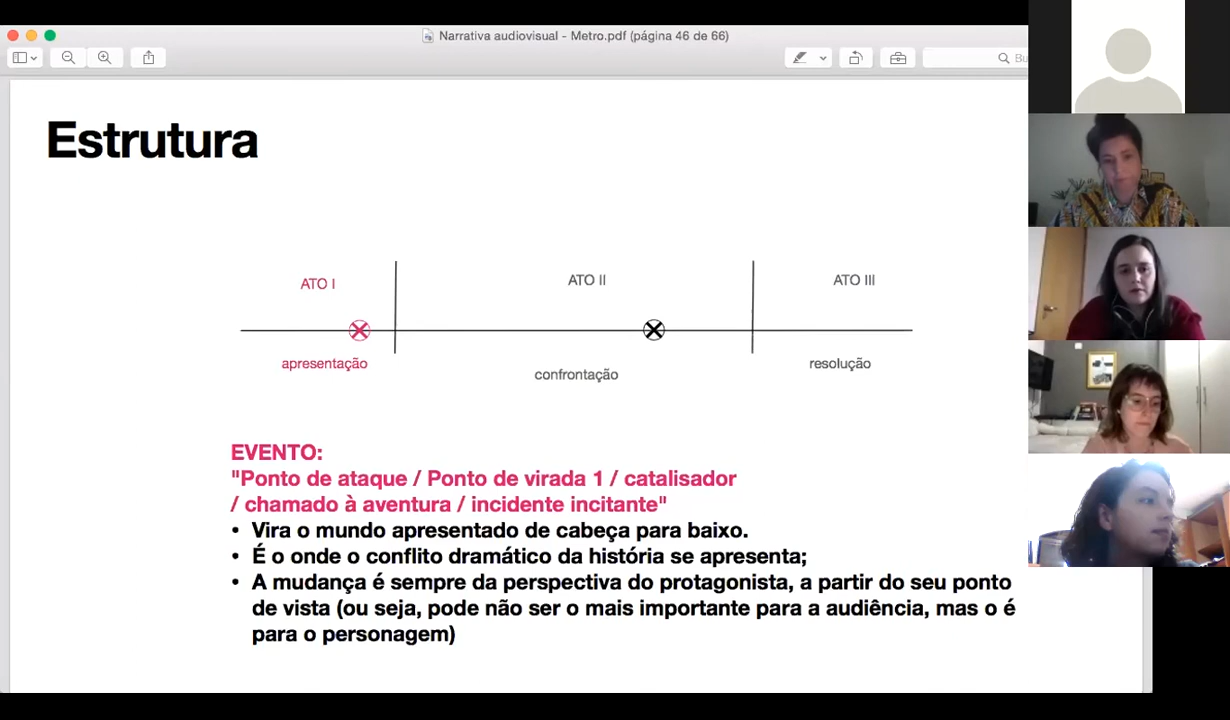 Narrativa audiovisual - Metro.pdf (página 46 de 66)
Bu
Estrutura
ATO I
ATO II
ATO III
apresentação
confrontação
resolução
EVENTO:
"Ponto de ataque / Ponto de virada 1 / catalisador
/ chamado à aventura / incidente incitante"
• Vira o mundo apresentado de cabeça para baixo.
• É o onde o conflito dramático da história se apresenta;
• A mudança é sempre da perspectiva do protagonista, a partir do seu ponto
de vista (ou seja, pode não ser o mais importante para a audiência, mas o é
para o personagem)